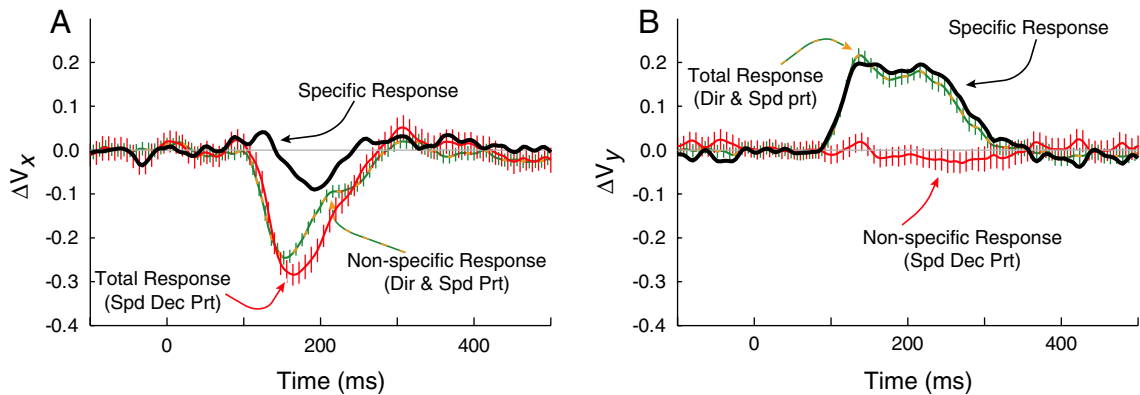 A
0.2
0.1
0.0
-0.1
-0.2
-0.3
-0.4
ΔVx
Specific Response
Non-specific Response
(Dir & Spd Prt)
Total Response
(Spd Dec Prt)
0
200
400
Time (ms)
B
0.2
0.1
0.0
-0.1
-0.2
-0.3
-0.4
ΔVy
Specific Response
Total Response
(Dir & Spd prt)
Non-specific Response
(Spd Dec Prt)
0
200
400
Time (ms)